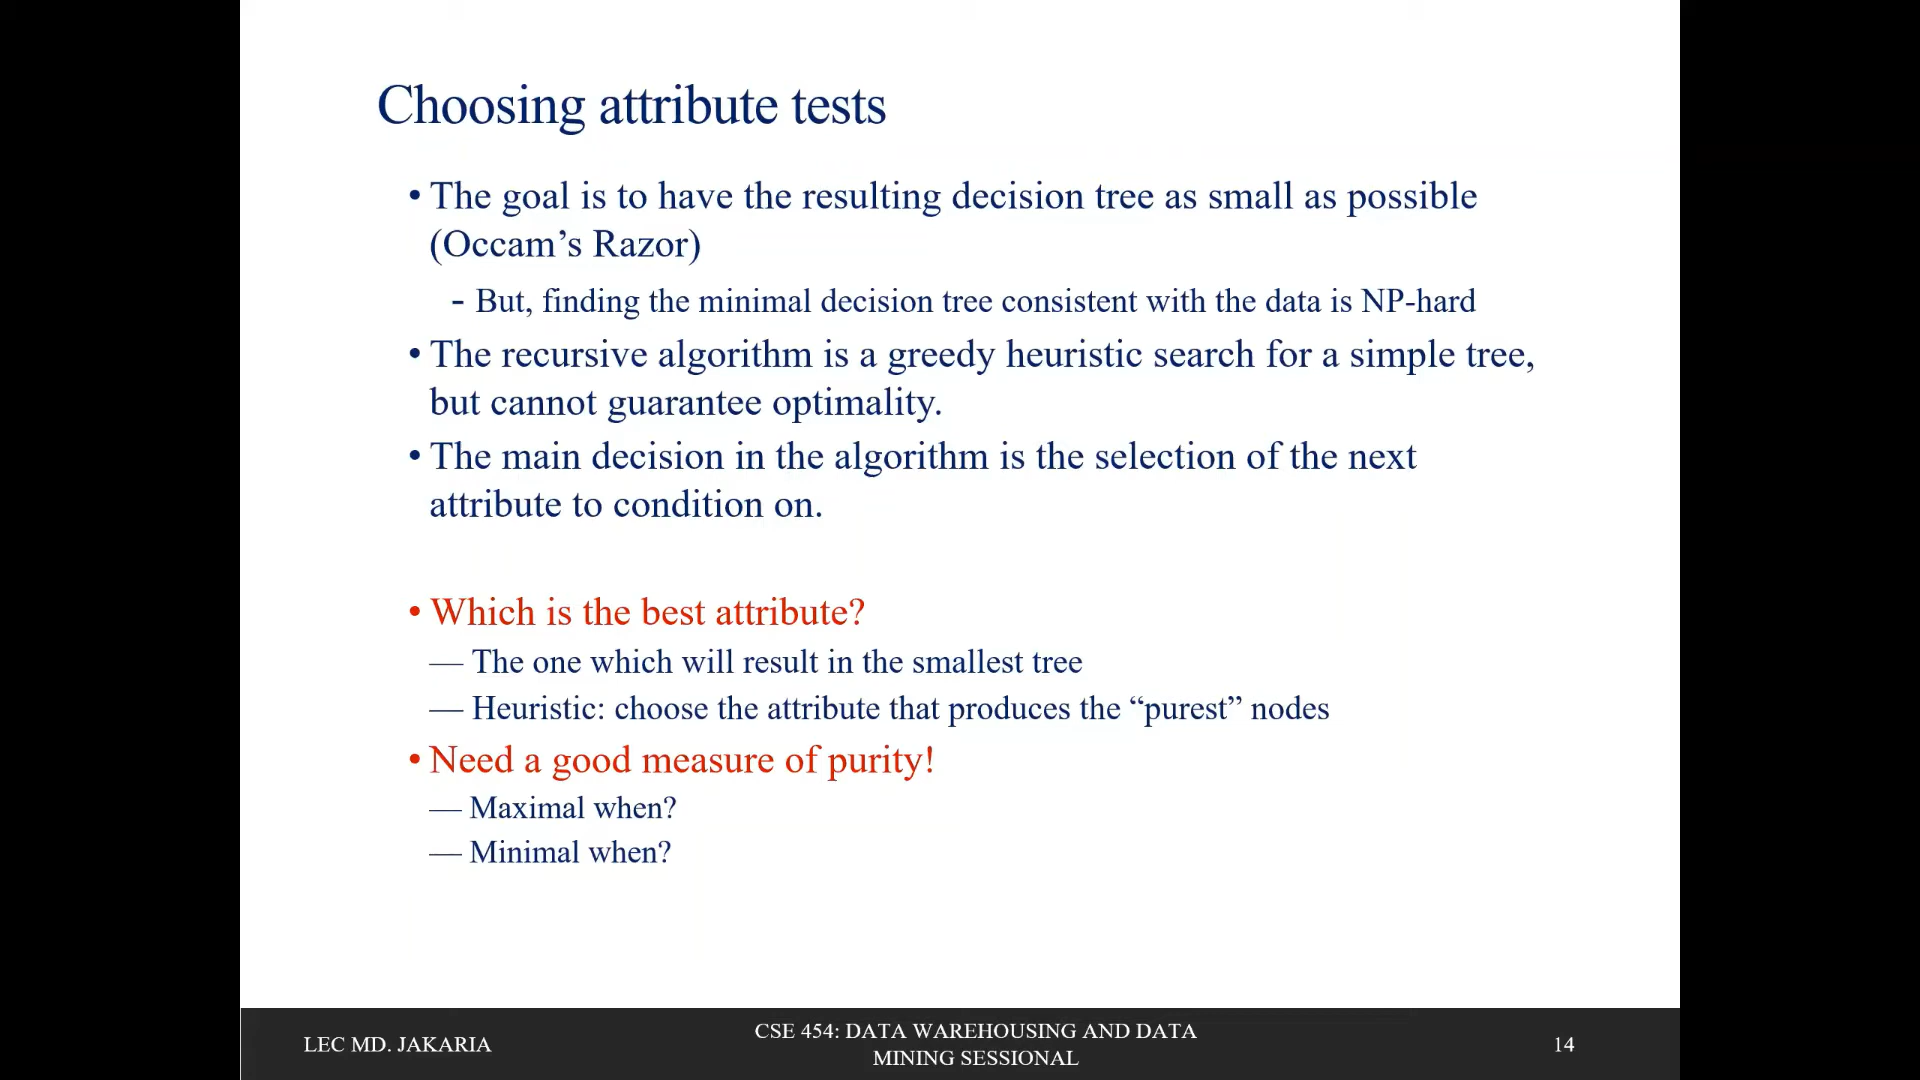 Choosing attribute tests
• The goal is to have the resulting decision tree as small as possible
(Occam’s Razor)
- But, finding the minimal decision tree consistent with the data is NP-hard
• The recursive algorithm is a greedy heuristic search for a simple tree,
but cannot guarantee optimality.
• The main decision in the algorithm is the selection of the next
attribute to condition on.
• Which is the best attribute?
— The one which will result in the smallest tree
— Heuristic: choose the attribute that produces the “purest” nodes
• Need a good measure of purity!
— Maximal when?
— Minimal when?
LEC MD. JAKARIA
CSE 454: DATA WAREHOUSING AND DATA
MINING SESSIONAL
14